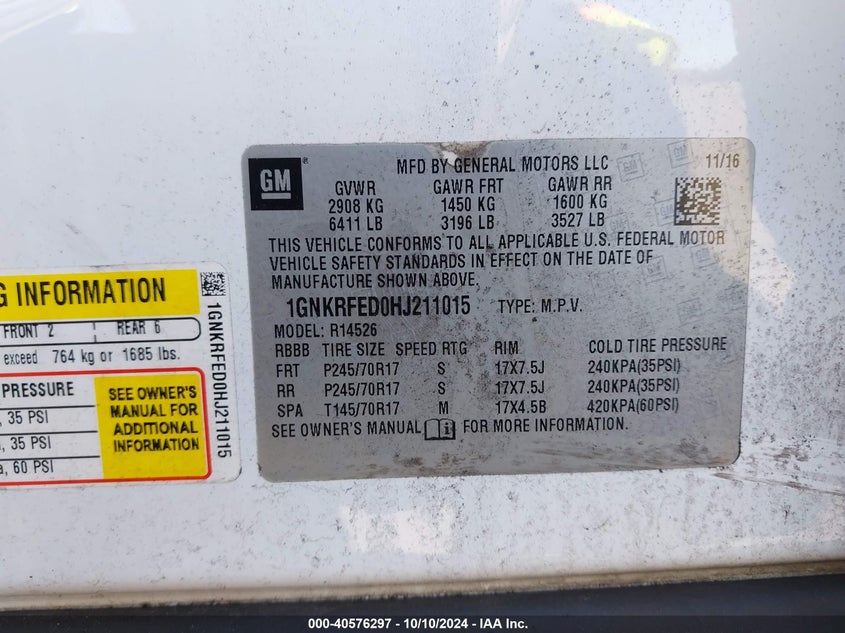 GM ®
MFD BY GENERAL MOTORS LLC 11/16
GVWR GAWR FRT GAWR RR
2908 KG 1450 KG 1600 KG
6411 LB 3196 LB 3527 LB
THIS VEHICLE CONFORMS TO ALL APPLICABLE U.S. FEDERAL MOTOR
VEHICLE SAFETY STANDARDS IN EFFECT ON THE DATE OF
MANUFACTURE SHOWN ABOVE.
1GNKRFED0HJ211015 TYPE: M.P.V.
MODEL: R14526
RBBB TIRE SIZE SPEED RTG RIM COLD TIRE PRESSURE
FRT P245/70R17 S 17X7.5J 240KPA(35PSI)
RR P245/70R17 S 17X7.5J 240KPA(35PSI)
SPA T145/70R17 M 17X4.5B 420KPA(60PSI)
SEE OWNER'S MANUAL i FOR MORE INFORMATION.
G INFORMATION
FRONT 2 REAR 6
exceed 764 kg or 1685 lbs.
PRESSURE
, 35 PSI
, 35 PSI
a, 60 PSI
SEE OWNER'S
MANUAL FOR
ADDITIONAL
INFORMATION
1GNKRFED0HJ211015
000-40576297 - 10/10/2024 - IAA Inc.